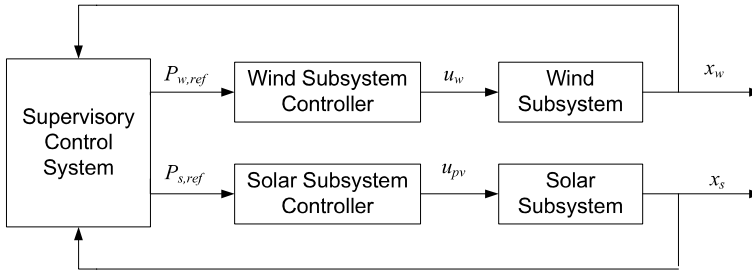 Supervisory
Control
System
P_{w,ref}
Wind Subsystem
Controller
u_w
Wind
Subsystem
x_w
P_{s,ref}
Solar Subsystem
Controller
u_{pv}
Solar
Subsystem
x_s